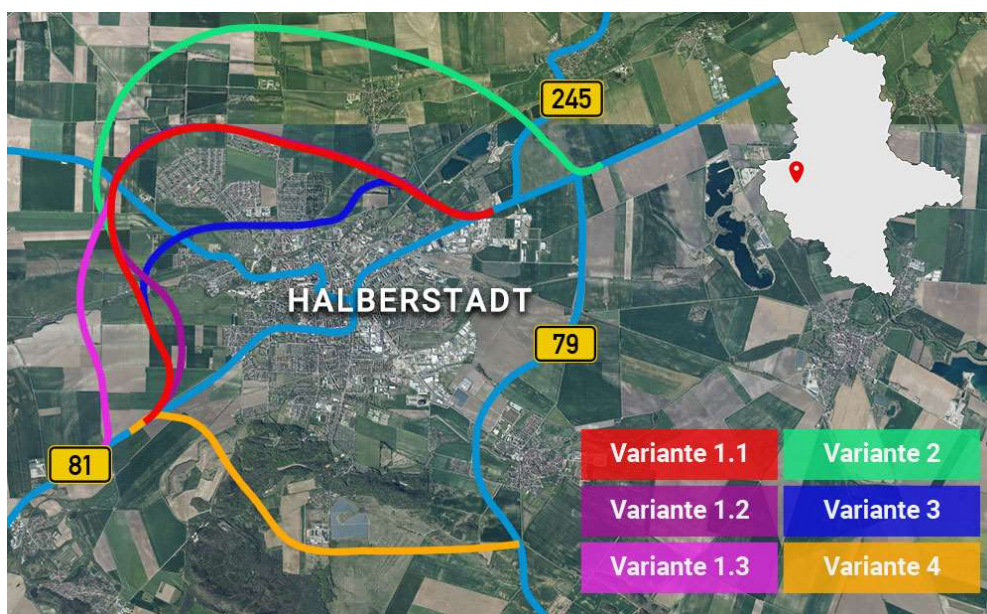 245
HALBERSTADT
79
81
Variante 1.1
Variante 2
Variante 1.2
Variante 3
Variante 1.3
Variante 4